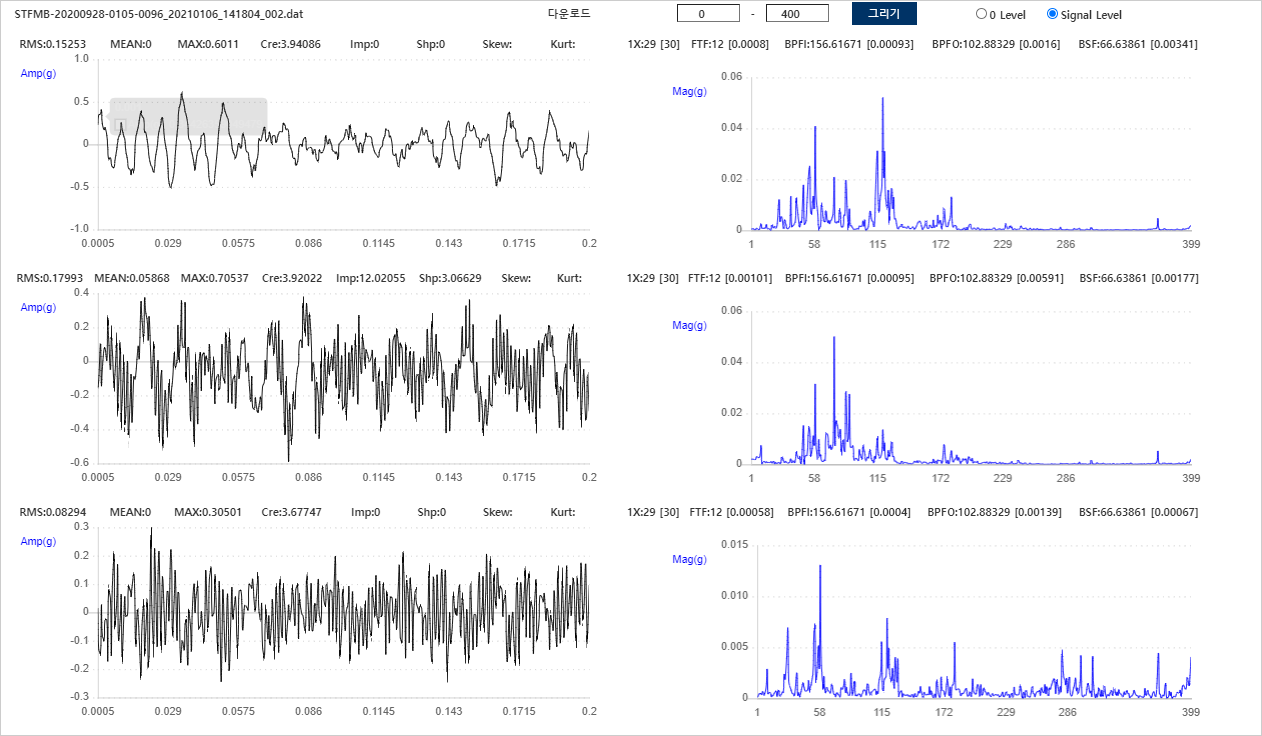 STFMB-20200928-0105-0096_20210106_141804_002.dat 다운로드 0 - 400 그리기 0 Level Signal Level
RMS:0.15253 MEAN:0 MAX:0.6011 Cre:3.94086 Imp:0 Shp:0 Skew: Kurt:
Amp(g)
1.0
0.5
0
-0.5
-1.0
0.0005 0.029 0.0575 0.086 0.1145 0.143 0.1715 0.2
1X:29 [30] FTF:12 [0.0008] BPFI:156.61671 [0.00093] BPFO:102.88329 [0.0016] BSF:66.63861 [0.00341]
Mag(g)
0.06
0.04
0.02
0
1 58 115 172 229 286 399
RMS:0.17993 MEAN:0.05868 MAX:0.70537 Cre:3.92022 Imp:12.02055 Shp:3.06629 Skew: Kurt:
Amp(g)
0.4
0.2
0
-0.2
-0.4
-0.6
0.0005 0.029 0.0575 0.086 0.1145 0.143 0.1715 0.2
1X:29 [30] FTF:12 [0.00101] BPFI:156.61671 [0.00095] BPFO:102.88329 [0.00591] BSF:66.63861 [0.00177]
Mag(g)
0.06
0.04
0.02
0
1 58 115 172 229 286 399
RMS:0.08294 MEAN:0 MAX:0.30501 Cre:3.67747 Imp:0 Shp:0 Skew: Kurt:
Amp(g)
0.3
0.2
0.1
0
-0.1
-0.2
-0.3
0.0005 0.029 0.0575 0.086 0.1145 0.143 0.1715 0.2
1X:29 [30] FTF:12 [0.00058] BPFI:156.61671 [0.0004] BPFO:102.88329 [0.00139] BSF:66.63861 [0.00067]
Mag(g)
0.015
0.010
0.005
0
1 58 115 172 229 286 399